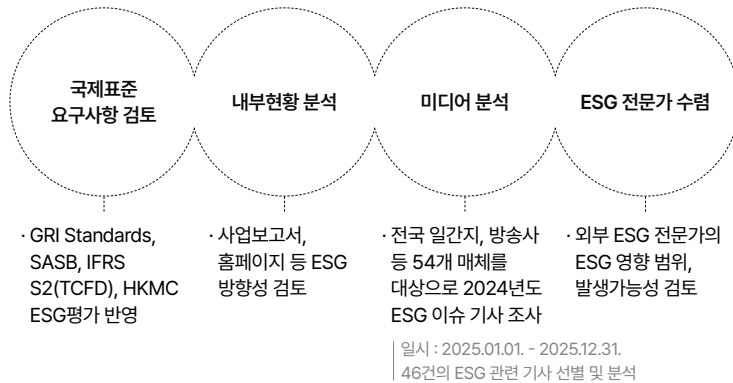 국제표준
요구사항 검토
내부현황 분석
미디어 분석
ESG 전문가 수렴
· GRI Standards,
SASB, IFRS
S2(TCFD), HKMC
ESG평가 반영
· 사업보고서,
홈페이지 등 ESG
방향성 검토
· 전국 일간지, 방송사
등 54개 매체를
대상으로 2024년도
ESG 이슈 기사 조사
일시 : 2025.01.01. - 2025.12.31.
46건의 ESG 관련 기사 선별 및 분석
· 외부 ESG 전문가의
ESG 영향 범위,
발생가능성 검토